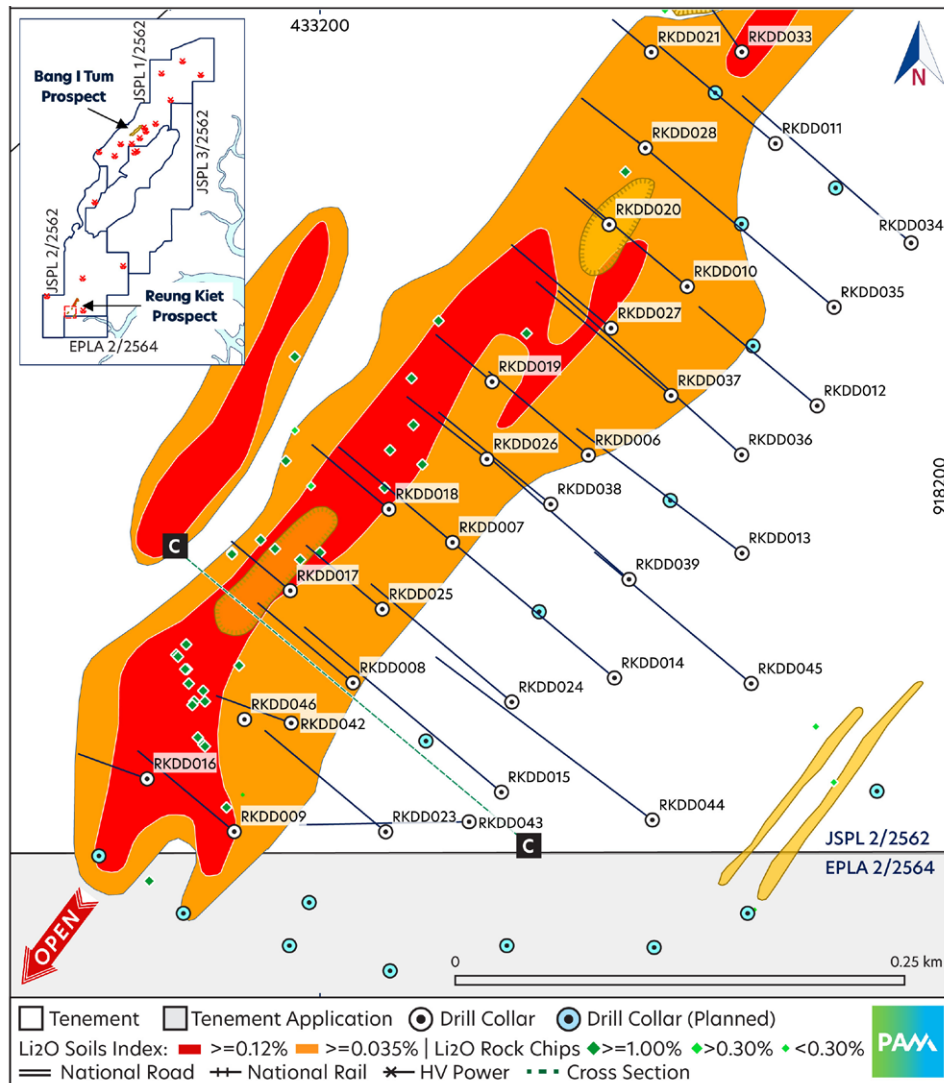 433200
N
Bang I Tum
Prospect
JSPL 1/2562
JSPL 3/2562
JSPL 2/2562
Reung Kiet
Prospect
EPLA 2/2564
RKDD021
RKDD033
RKDD011
RKDD028
RKDD020
RKDD034
RKDD010
RKDD035
RKDD027
RKDD019
RKDD037
RKDD012
RKDD026
RKDD006
RKDD036
918200
RKDD018
RKDD038
RKDD007
RKDD013
C
RKDD017
RKDD039
RKDD025
RKDD008
RKDD014
RKDD045
RKDD024
RKDD046
RKDD042
RKDD016
RKDD015
RKDD009
RKDD023
RKDD043
RKDD044
C
JSPL 2/2562
EPLA 2/2564
OPEN
0
0.25 km
Tenement
Tenement Application
Drill Collar
Drill Collar (Planned)
Li2O Soils Index: >=0.12% >=0.035% | Li2O Rock Chips >=1.00% >0.30% <0.30%
National Road
National Rail
HV Power
Cross Section
PAM